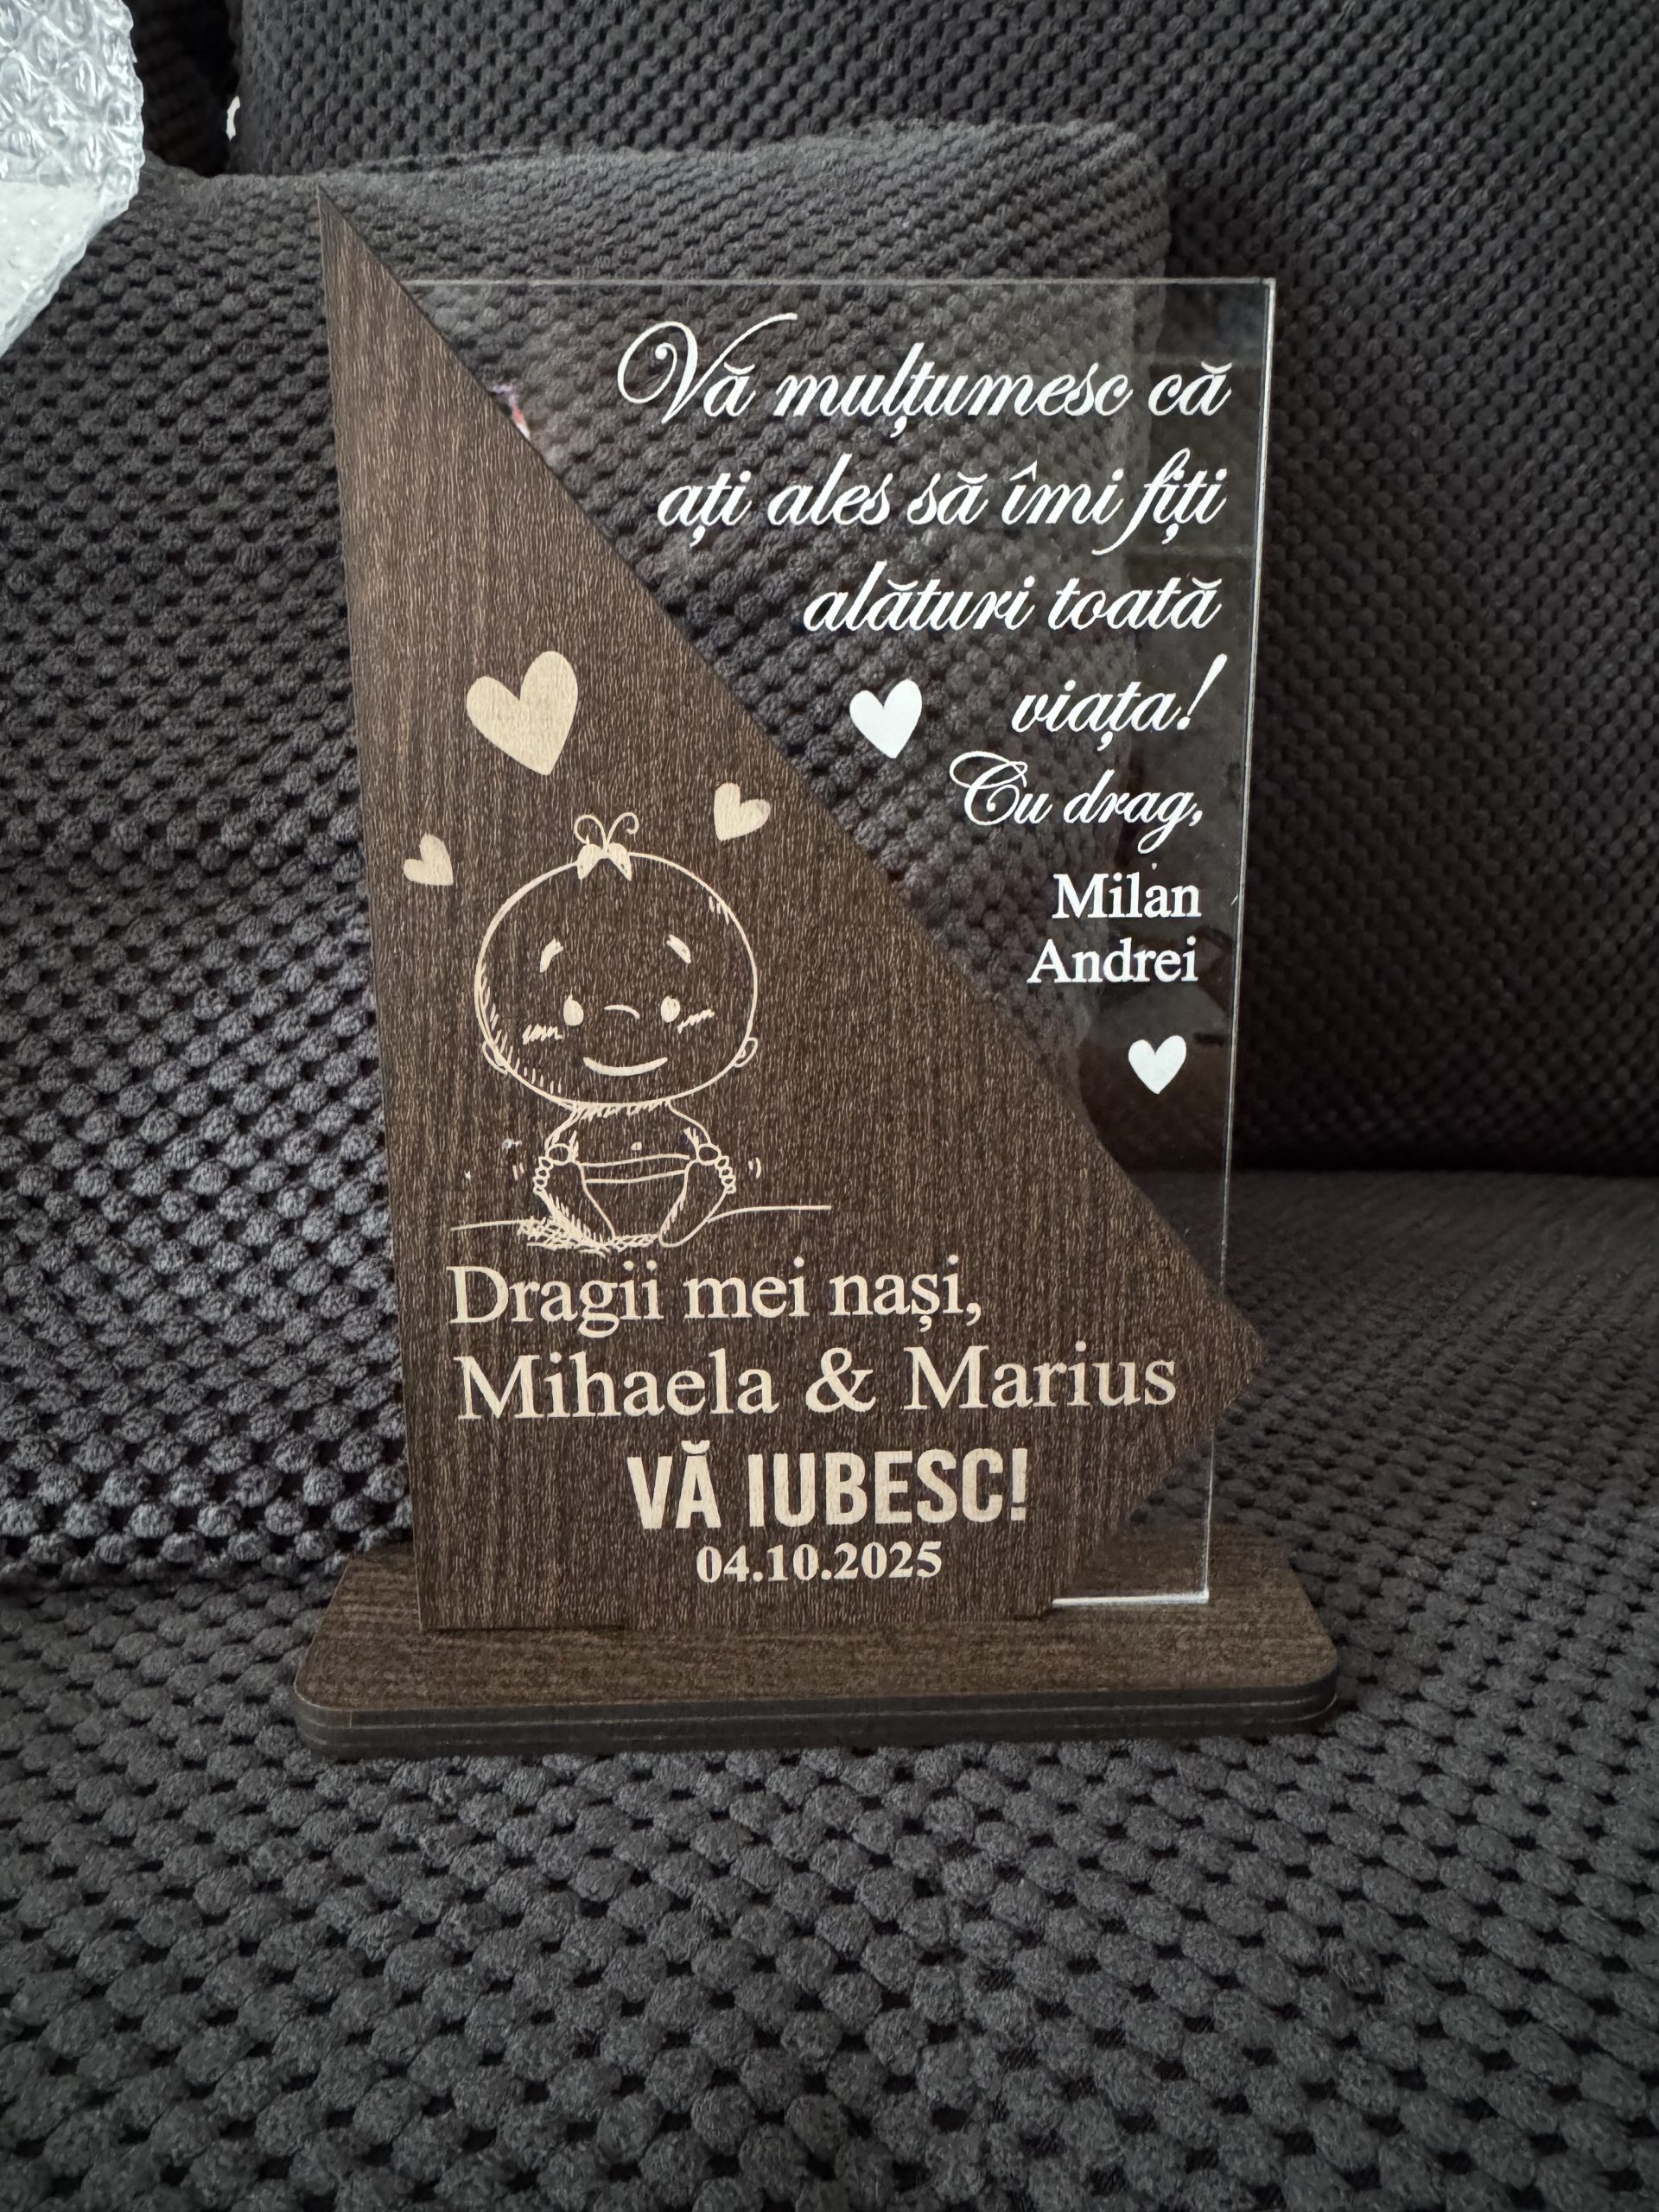 Vă mulțumesc că
ați ales să îmi fiți
alături toată
viața!
Cu drag,
Milan
Andrei
Dragii mei nași,
Mihaela & Marius
VĂ IUBESC!
04.10.2025